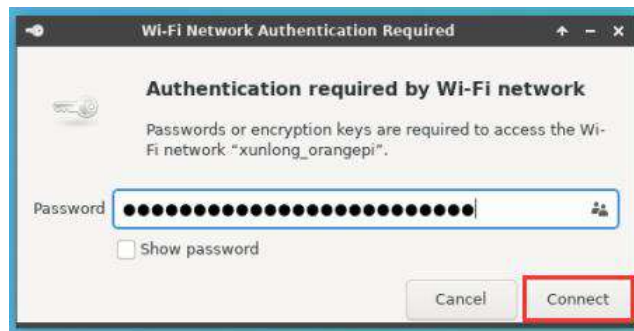 Wi-Fi Network Authentication Required
Authentication required by Wi-Fi network
Passwords or encryption keys are required to access the Wi-
Fi network "xunlong_orangepi".
Password ●●●●●●●●●●●●●●●●●●●●●●●●●
Show password
Cancel Connect